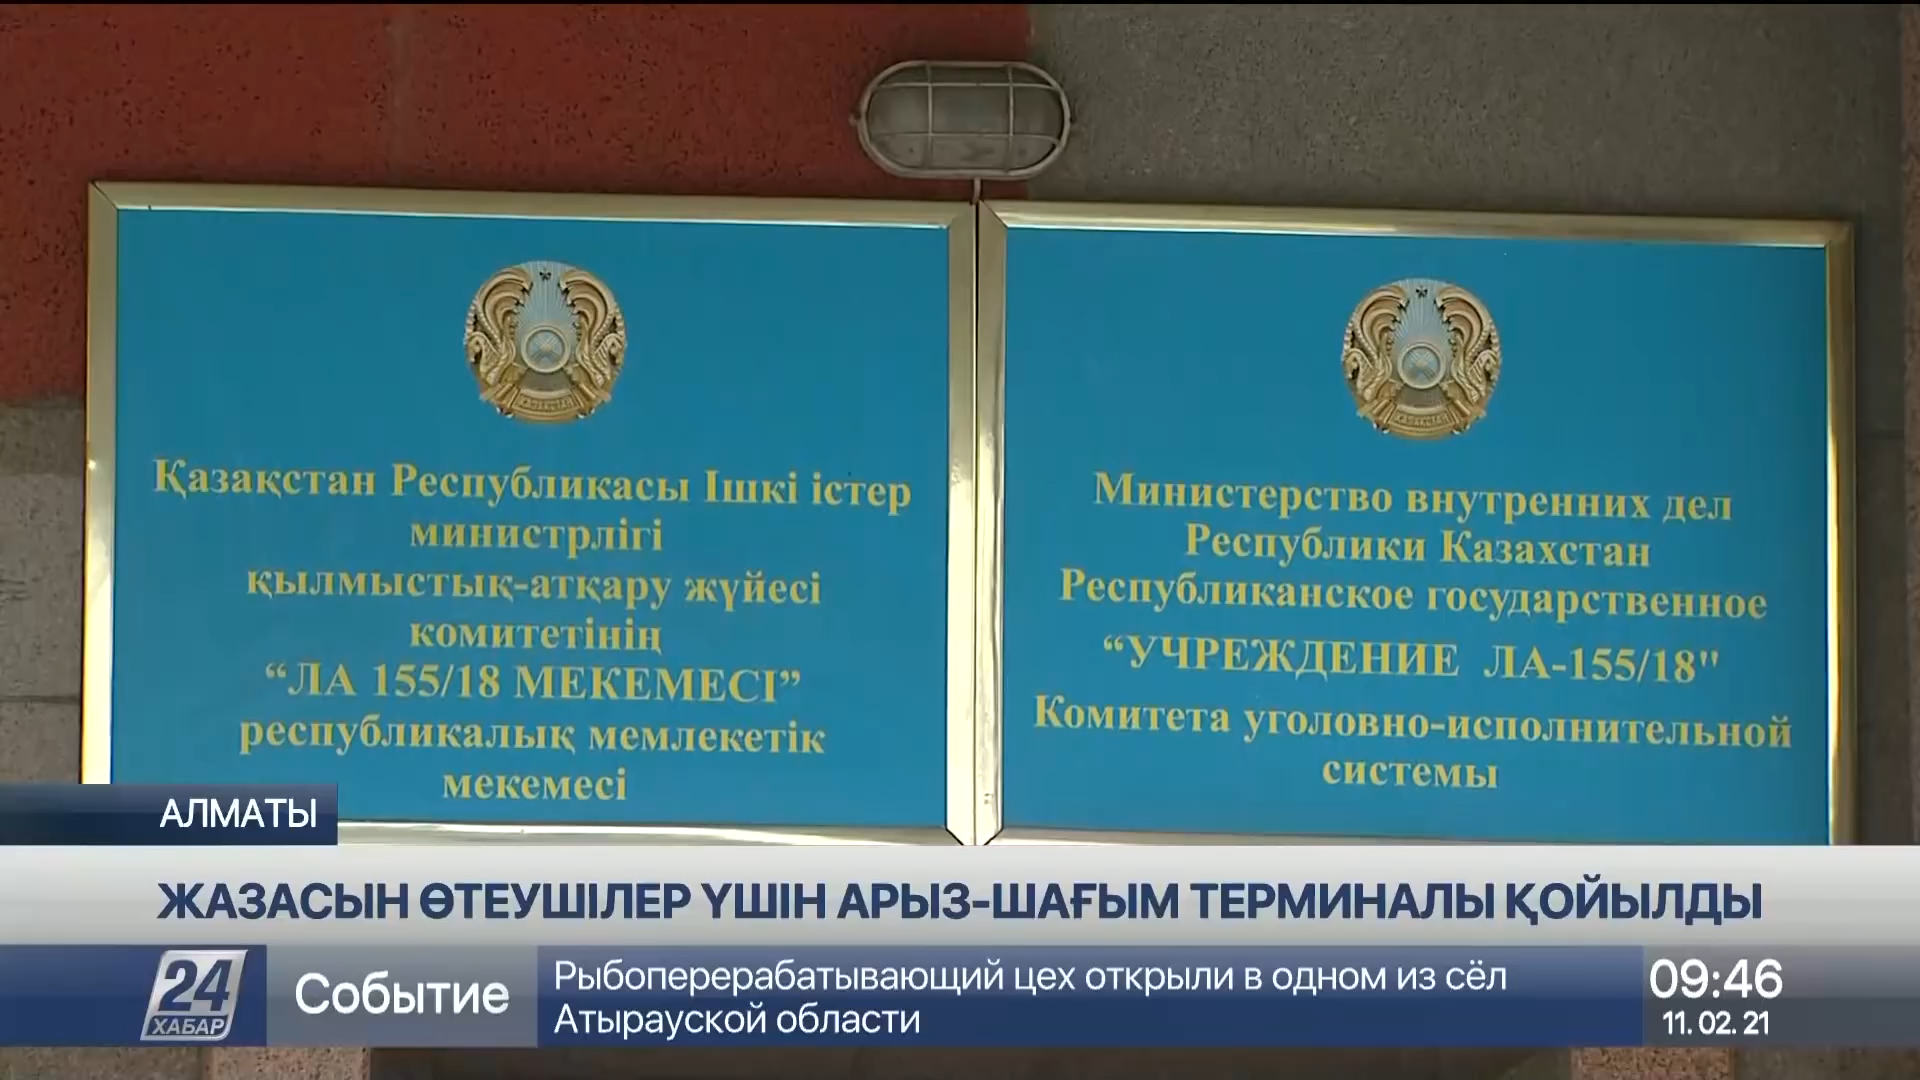 Қазақстан Республикасы Ішкі істер
министрлігі
қылмыстық-атқару жүйесі
комитетінің
“ЛА 155/18 МЕКЕМЕСІ”
республикалық мемлекетік
мекемесі
Министерство внутренних дел
Республики Казахстан
Республиканское государственное
“УЧРЕЖДЕНИЕ ЛА-155/18"
Комитета уголовно-исполнительной
системы
АЛМАТЫ
ЖАЗАСЫН ӨТЕУШІЛЕР ҮШІН АРЫЗ-ШАҒЫМ ТЕРМИНАЛЫ ҚОЙЫЛДЫ
24
ХАБАР
Событие
Рыбоперерабатывающий цех открыли в одном из сёл
Атырауской области
09:46
11. 02. 21